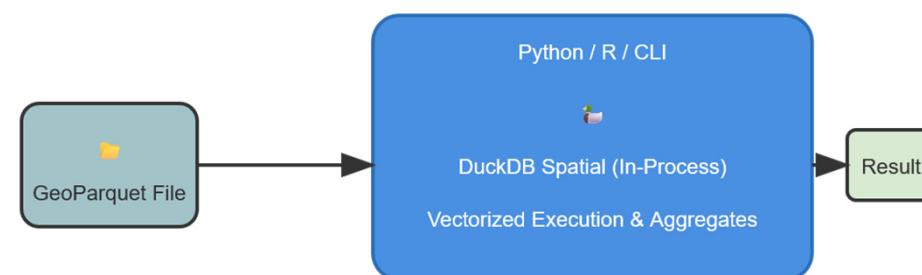 GeoParquet File
Python / R / CLI
DuckDB Spatial (In-Process)
Vectorized Execution & Aggregates
Result